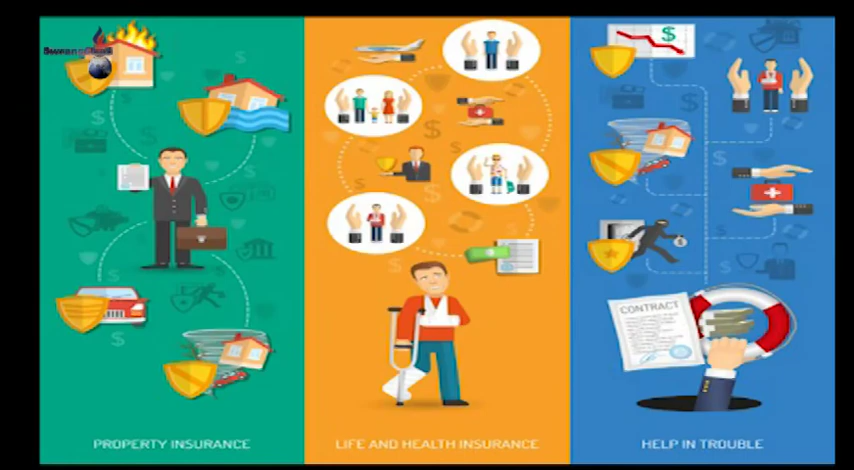 PROPERTY INSURANCE
LIFE AND HEALTH INSURANCE
HELP IN TROUBLE
CONTRACT